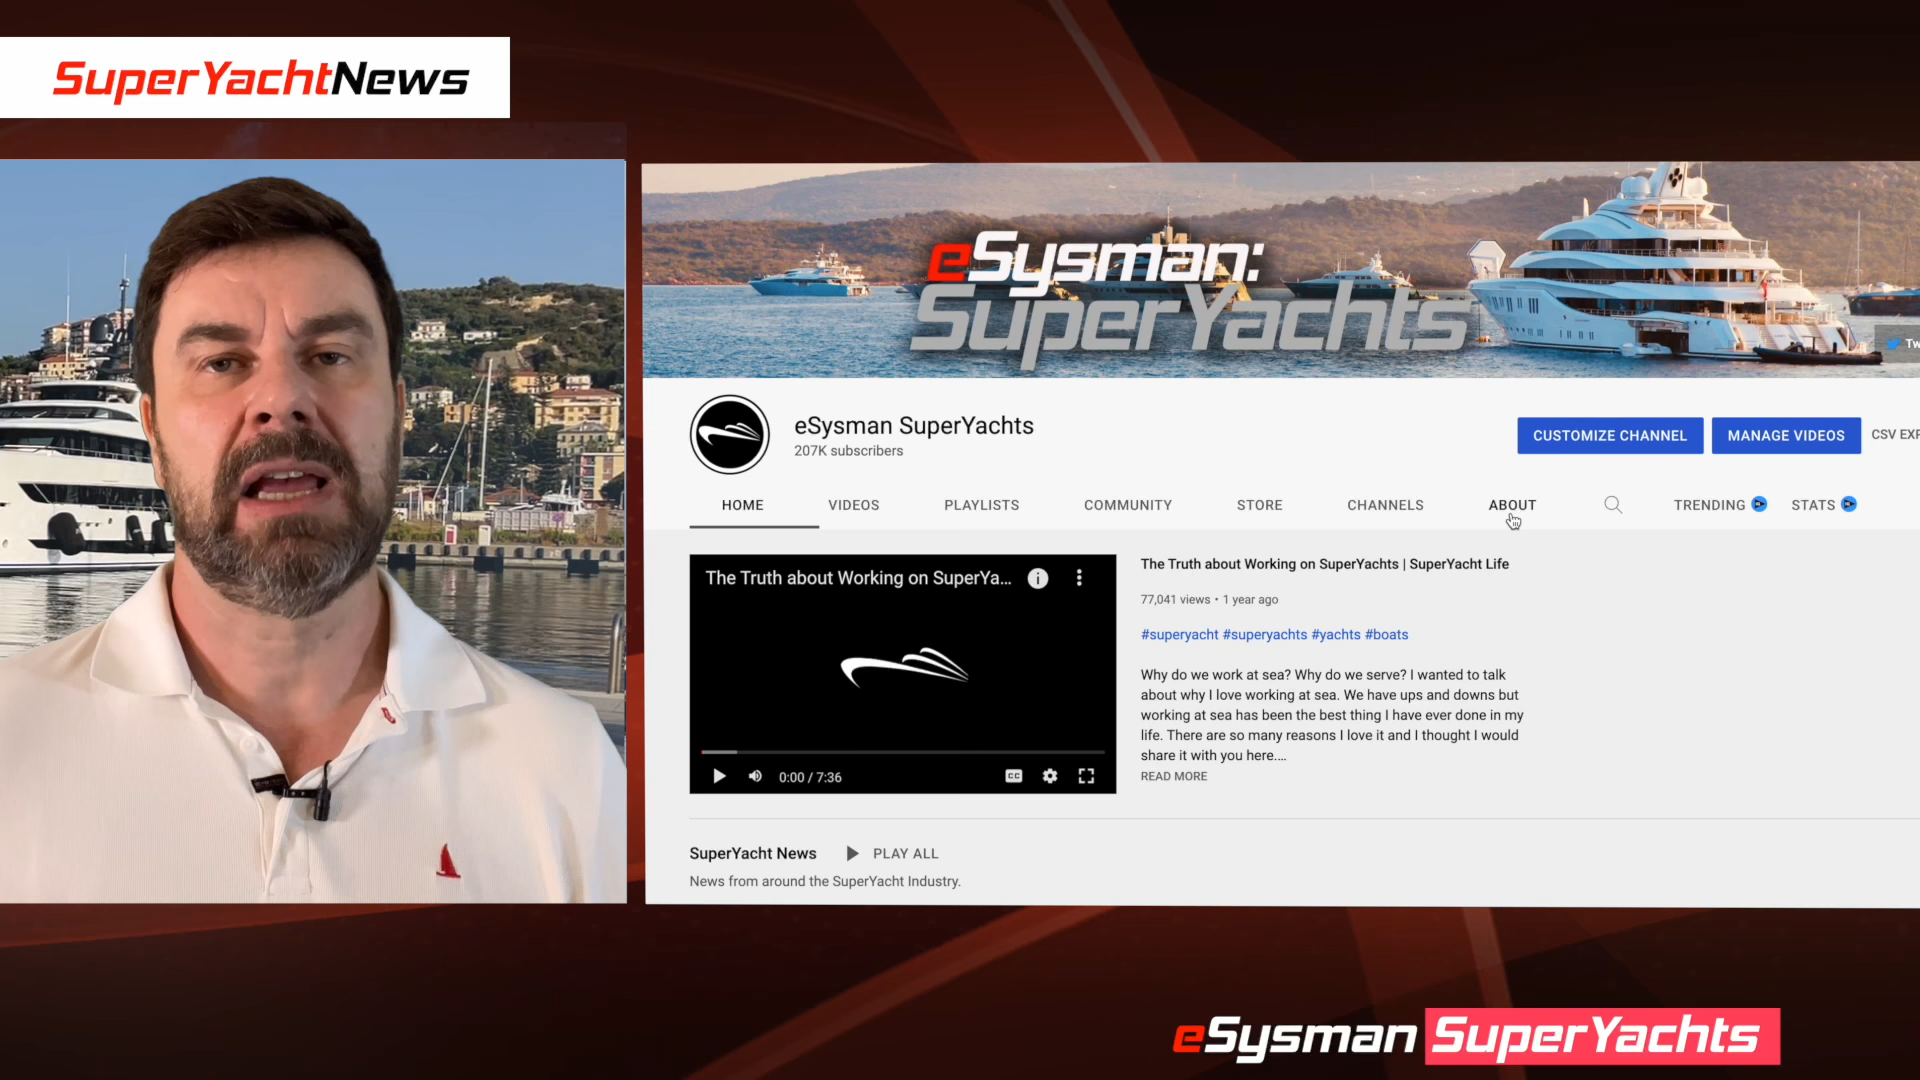 SuperYachtNews
eSysman:
SuperYachts
Tw
eSysman SuperYachts
207K subscribers
CUSTOMIZE CHANNEL
MANAGE VIDEOS
CSV EXP
HOME
VIDEOS
PLAYLISTS
COMMUNITY
STORE
CHANNELS
ABOUT
TRENDING
STATS
The Truth about Working on SuperYa...
0:00 / 7:36
CC
The Truth about Working on SuperYachts | SuperYacht Life
77,041 views • 1 year ago
#superyacht #superyachts #yachts #boats
Why do we work at sea? Why do we serve? I wanted to talk
about why I love working at sea. We have ups and downs but
working at sea has been the best thing I have ever done in my
life. There are so many reasons I love it and I thought I would
share it with you here....
READ MORE
SuperYacht News
PLAY ALL
News from around the SuperYacht Industry.
eSysman SuperYachts